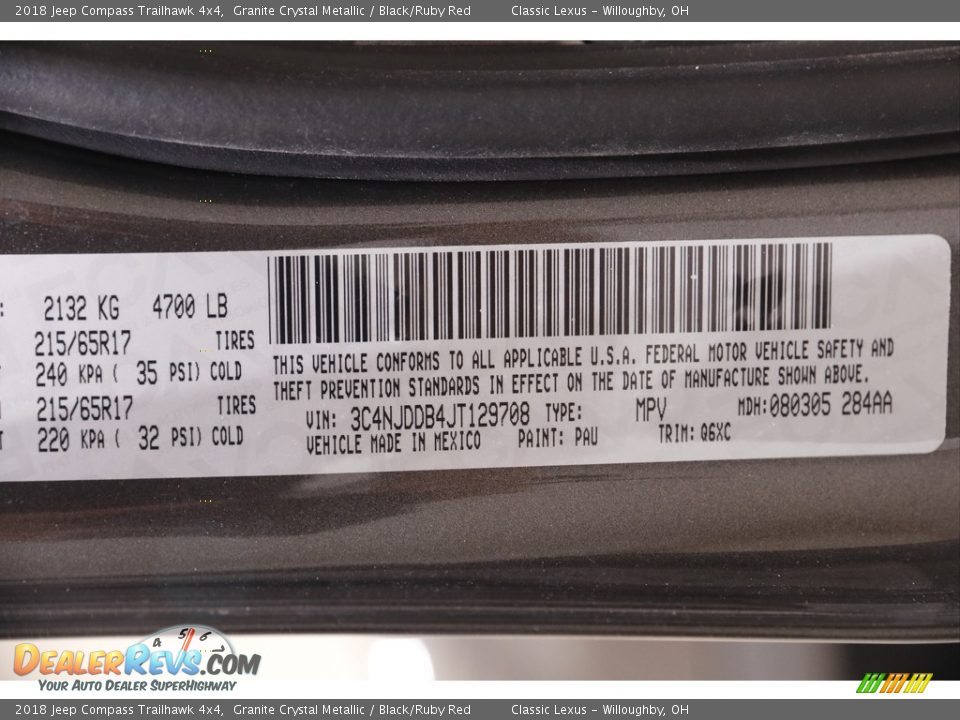 2018 Jeep Compass Trailhawk 4x4,  Granite Crystal Metallic / Black/Ruby Red          Classic Lexus - Willoughby, OH
2132 KG 4700 LB
215/65R17 TIRES
240 KPA ( 35 PSI) COLD
215/65R17 TIRES
220 KPA ( 32 PSI) COLD
THIS VEHICLE CONFORMS TO ALL APPLICABLE U.S.A. FEDERAL MOTOR VEHICLE SAFETY AND
THEFT PREVENTION STANDARDS IN EFFECT ON THE DATE OF MANUFACTURE SHOWN ABOVE.
VIN: 3C4NJDDB4JT129708 TYPE: MPV MDH:080305 284AA
VEHICLE MADE IN MEXICO PAINT: PAU TRIM: Q6XC
4 5 6
DealerRevs.com
Your Auto Dealer SuperHighway
2018 Jeep Compass Trailhawk 4x4,  Granite Crystal Metallic / Black/Ruby Red          Classic Lexus - Willoughby, OH